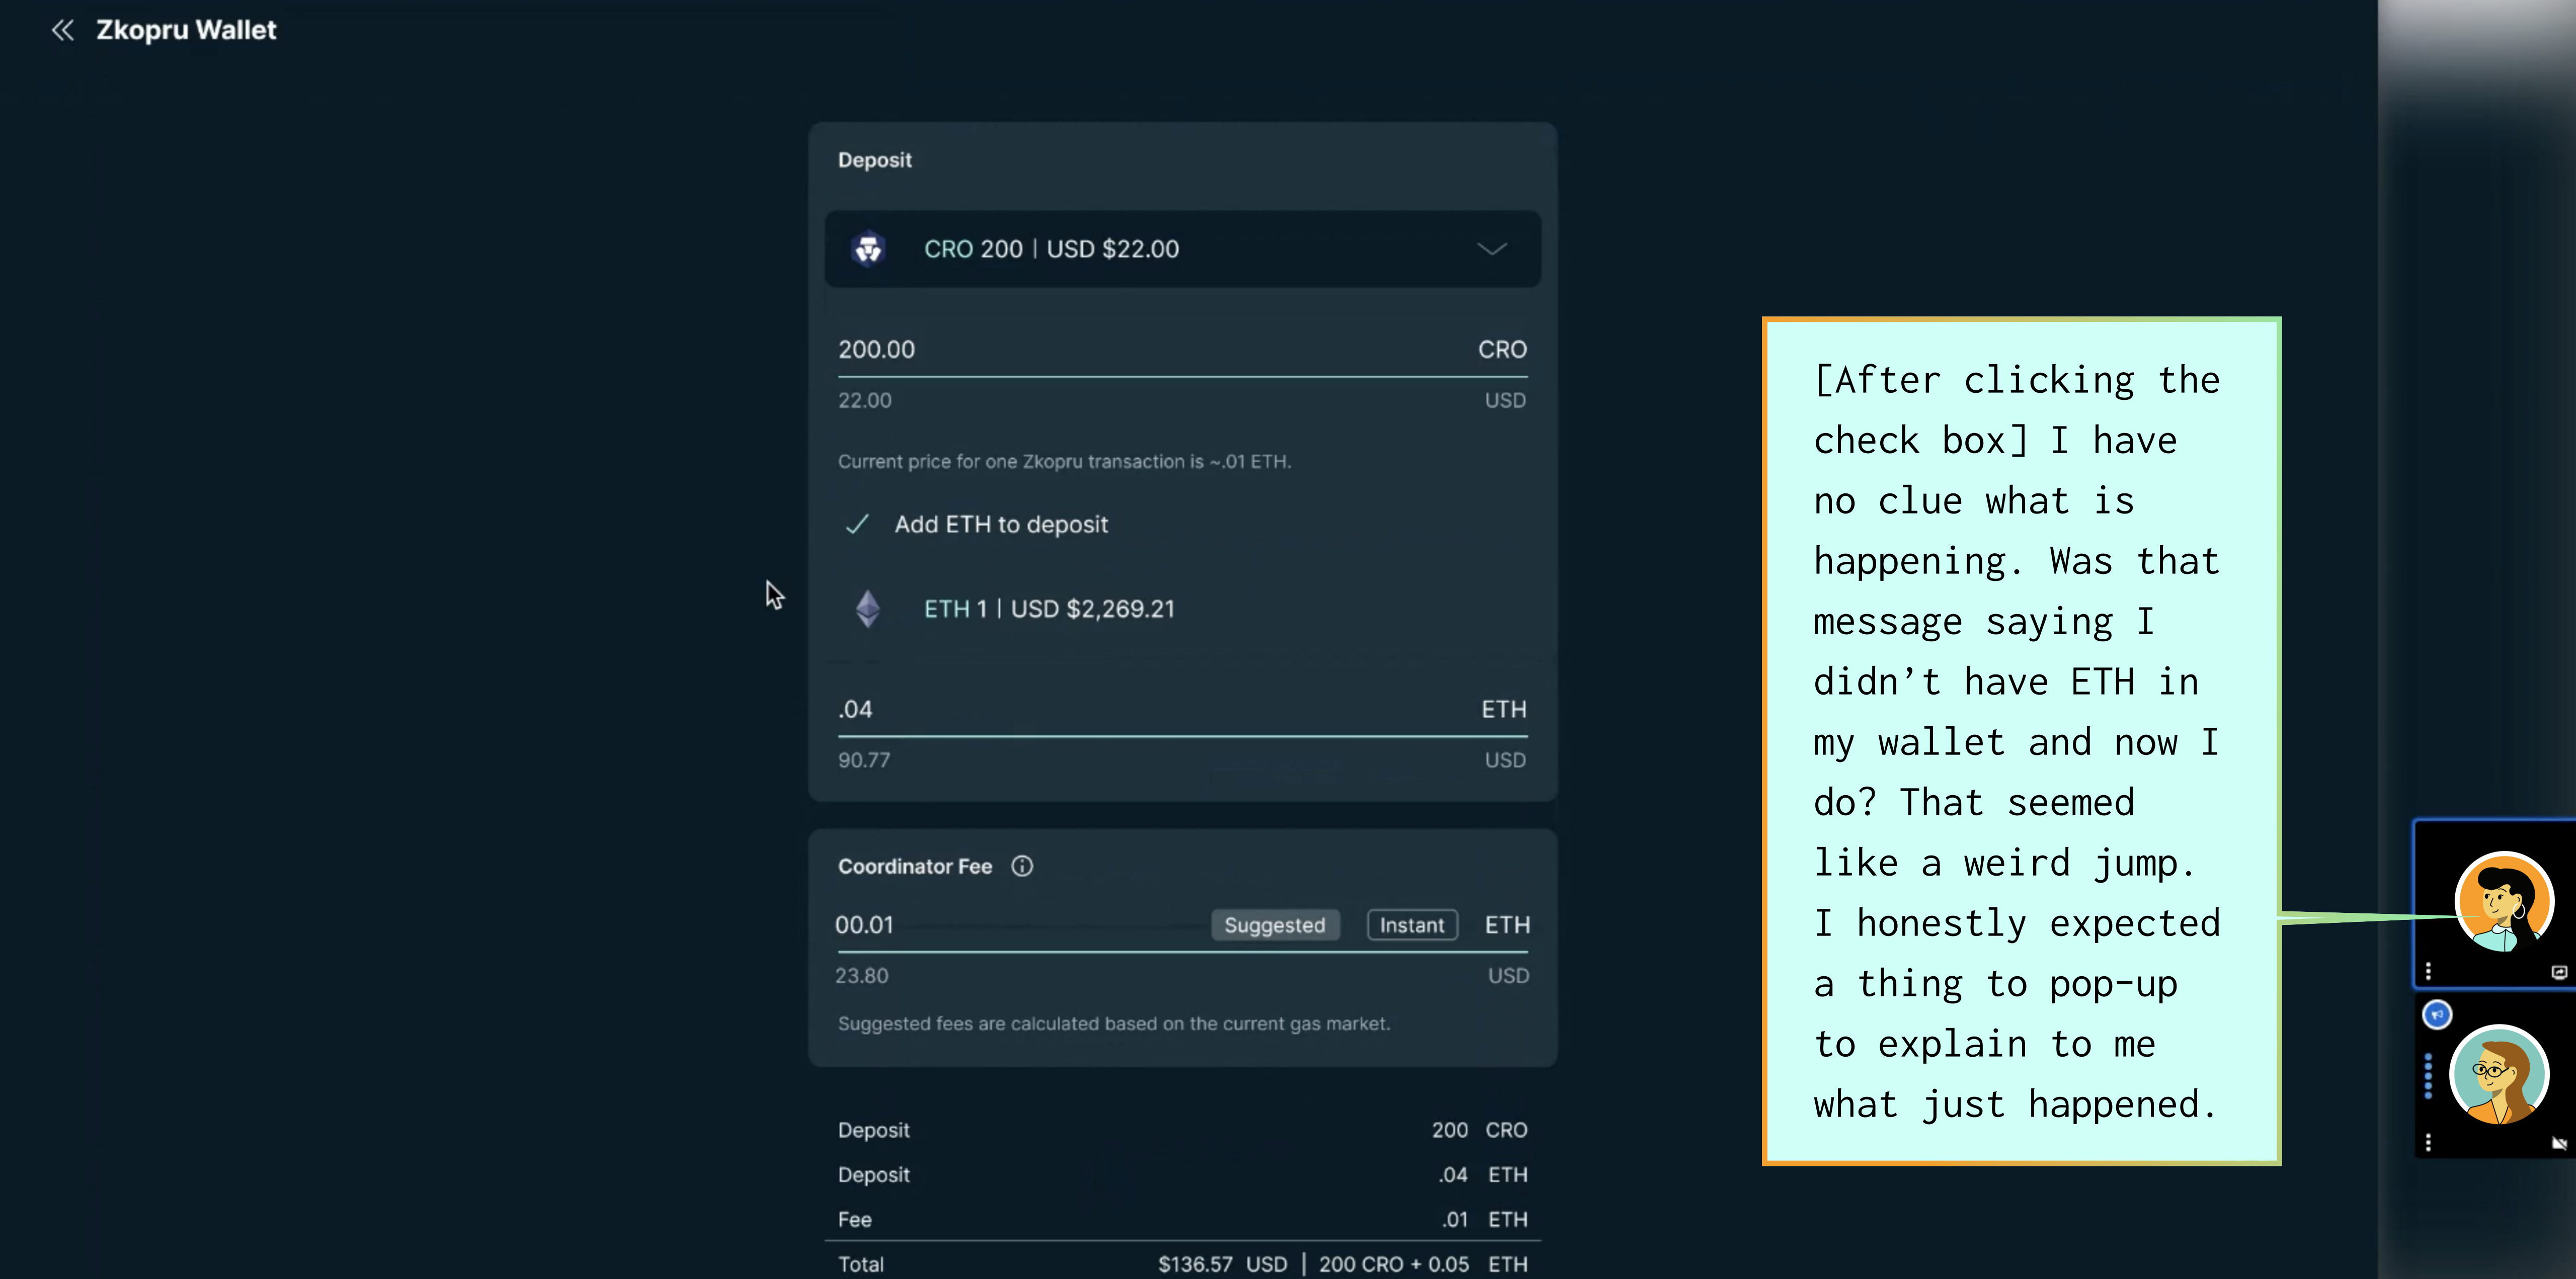 Zkopru Wallet
Deposit
CRO 200 | USD $22.00
200.00 CRO
22.00 USD
Current price for one Zkopru transaction is ~.01 ETH.
Add ETH to deposit
ETH 1 | USD $2,269.21
.04 ETH
90.77 USD
Coordinator Fee
00.01 Suggested Instant ETH
23.80 USD
Suggested fees are calculated based on the current gas market.
Deposit 200 CRO
Deposit .04 ETH
Fee .01 ETH
Total $136.57 USD | 200 CRO + 0.05 ETH
[After clicking the
check box] I have
no clue what is
happening. Was that
message saying I
didn’t have ETH in
my wallet and now I
do? That seemed
like a weird jump.
I honestly expected
a thing to pop-up
to explain to me
what just happened.